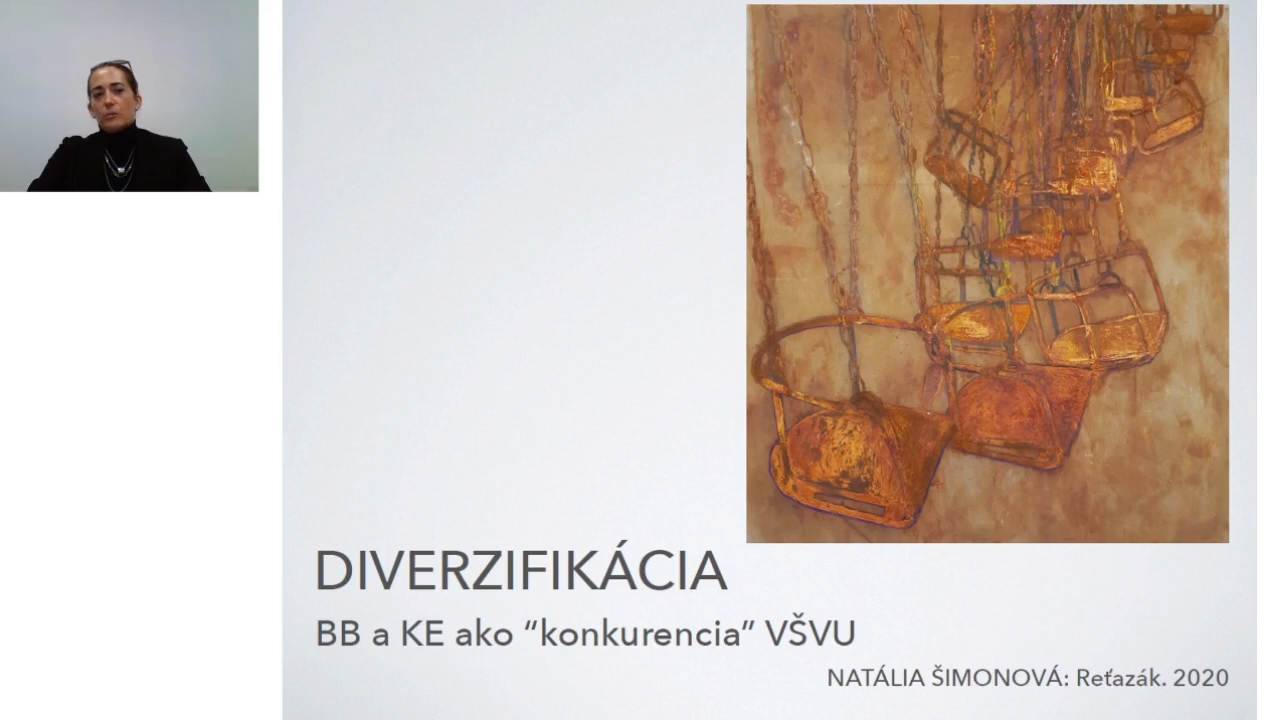 DIVERZIFIKÁCIA
BB a KE ako “konkurencia” VŠVU
NATÁLIA ŠIMONOVÁ: Reťazák. 2020